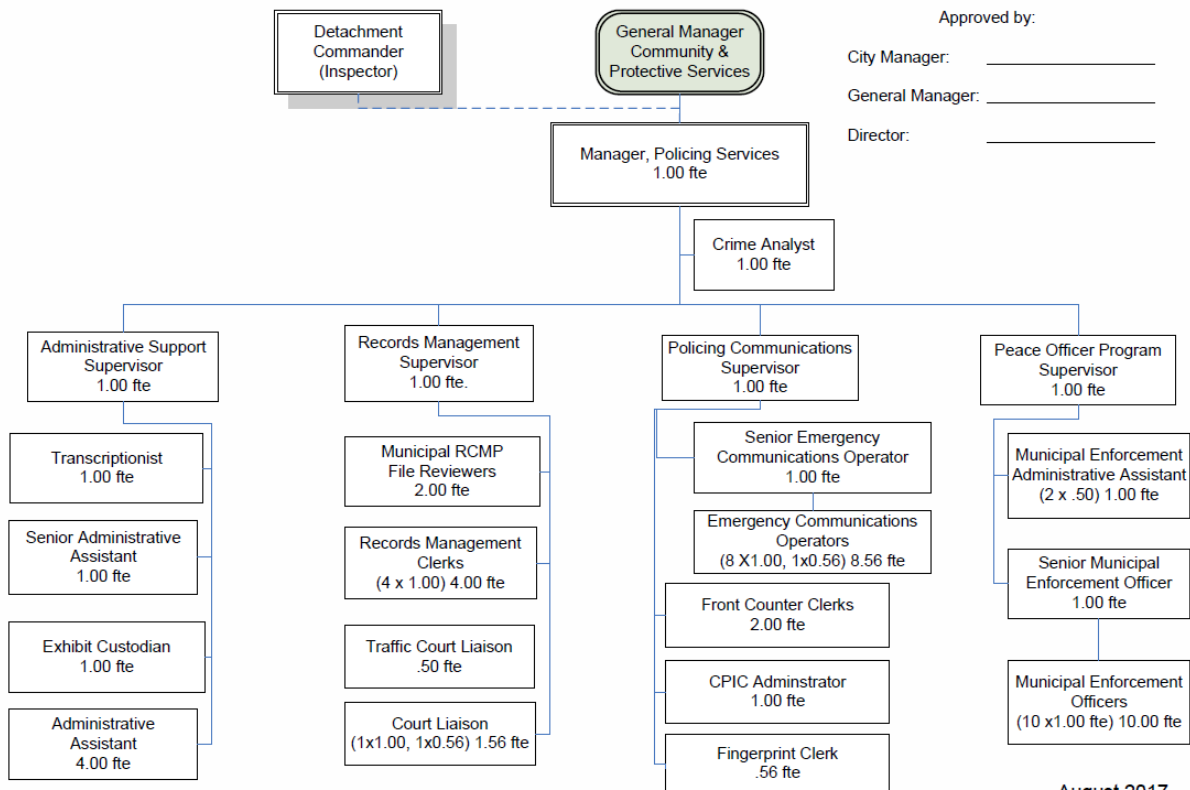 Detachment
Commander
(Inspector)
General Manager
Community &
Protective Services
Approved by:
City Manager:
General Manager:
Director:
Manager, Policing Services
1.00 fte
Crime Analyst
1.00 fte
Administrative Support
Supervisor
1.00 fte
Transcriptionist
1.00 fte
Senior Administrative
Assistant
1.00 fte
Exhibit Custodian
1.00 fte
Administrative
Assistant
4.00 fte
Records Management
Supervisor
1.00 fte.
Municipal RCMP
File Reviewers
2.00 fte
Records Management
Clerks
(4 x 1.00) 4.00 fte
Traffic Court Liaison
.50 fte
Court Liaison
(1x1.00, 1x0.56) 1.56 fte
Policing Communications
Supervisor
1.00 fte
Senior Emergency
Communications Operator
1.00 fte
Emergency Communications
Operators
(8 X1.00, 1x0.56) 8.56 fte
Front Counter Clerks
2.00 fte
CPIC Adminstrator
1.00 fte
Fingerprint Clerk
.56 fte
Peace Officer Program
Supervisor
1.00 fte
Municipal Enforcement
Administrative Assistant
(2 x .50) 1.00 fte
Senior Municipal
Enforcement Officer
1.00 fte
Municipal Enforcement
Officers
(10 x1.00 fte) 10.00 fte
August 2017